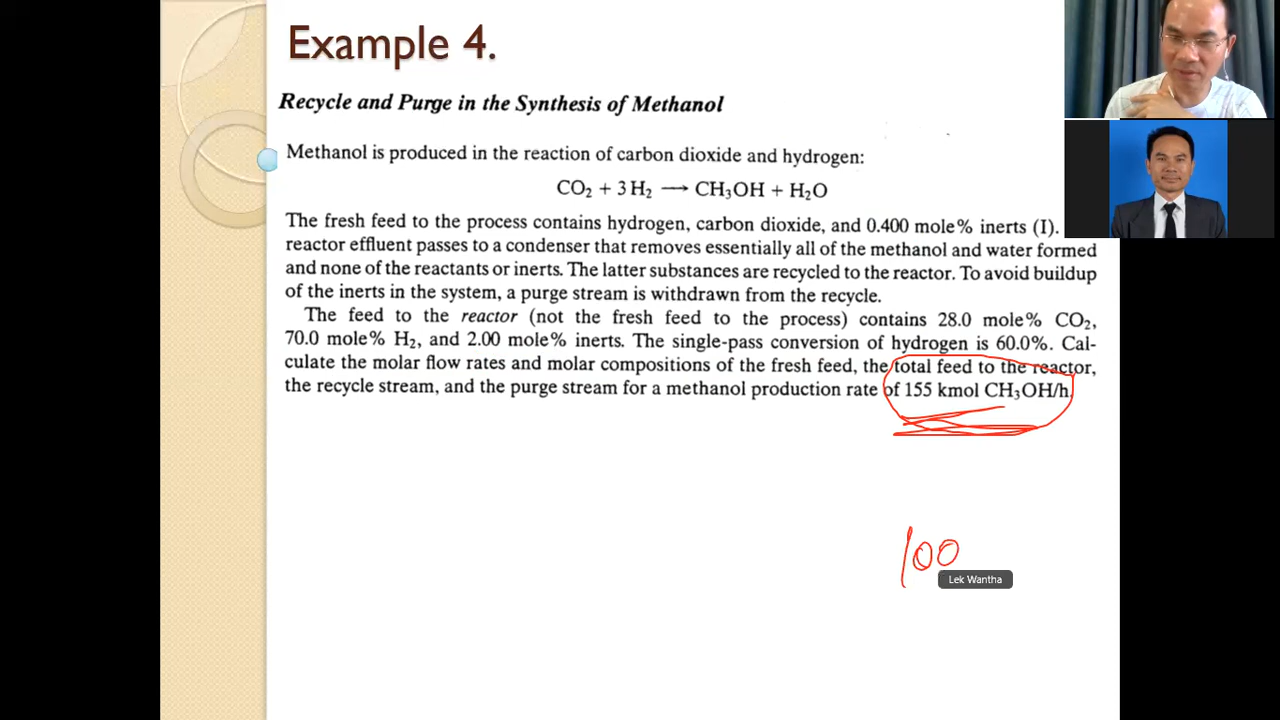 Example 4.
Recycle and Purge in the Synthesis of Methanol
Methanol is produced in the reaction of carbon dioxide and hydrogen:
CO₂ + 3 H₂ ⟶ CH₃OH + H₂O
The fresh feed to the process contains hydrogen, carbon dioxide, and 0.400 mole% inerts (I).
reactor effluent passes to a condenser that removes essentially all of the methanol and water formed
and none of the reactants or inerts. The latter substances are recycled to the reactor. To avoid buildup
of the inerts in the system, a purge stream is withdrawn from the recycle.
The feed to the reactor (not the fresh feed to the process) contains 28.0 mole% CO₂,
70.0 mole% H₂, and 2.00 mole% inerts. The single-pass conversion of hydrogen is 60.0%. Cal-
culate the molar flow rates and molar compositions of the fresh feed, the total feed to the reactor,
the recycle stream, and the purge stream for a methanol production rate of 155 kmol CH₃OH/h.
100
Lek Wantha